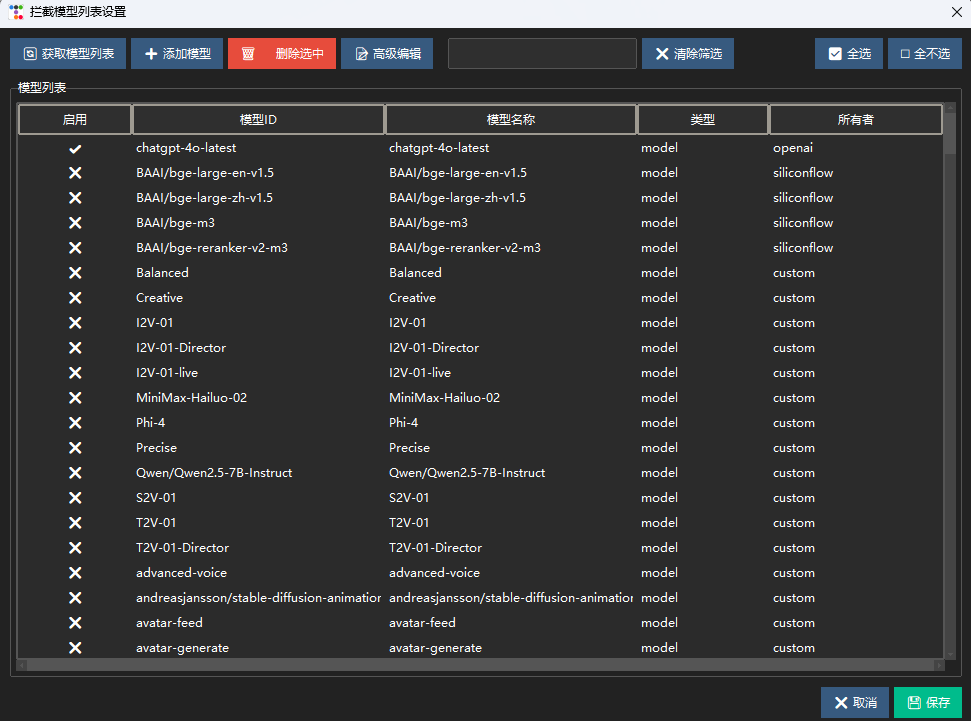 拦截模型列表设置
获取模型列表 添加模型 删除选中 高级编辑 清除筛选 全选 全不选
模型列表
启用 模型ID 模型名称 类型 所有者
chatgpt-4o-latest chatgpt-4o-latest model openai
BAAI/bge-large-en-v1.5 BAAI/bge-large-en-v1.5 model siliconflow
BAAI/bge-large-zh-v1.5 BAAI/bge-large-zh-v1.5 model siliconflow
BAAI/bge-m3 BAAI/bge-m3 model siliconflow
BAAI/bge-reranker-v2-m3 BAAI/bge-reranker-v2-m3 model siliconflow
Balanced Balanced model custom
Creative Creative model custom
I2V-01 I2V-01 model custom
I2V-01-Director I2V-01-Director model custom
I2V-01-live I2V-01-live model custom
MiniMax-Hailuo-02 MiniMax-Hailuo-02 model custom
Phi-4 Phi-4 model custom
Precise Precise model custom
Qwen/Qwen2.5-7B-Instruct Qwen/Qwen2.5-7B-Instruct model custom
S2V-01 S2V-01 model custom
T2V-01 T2V-01 model custom
T2V-01-Director T2V-01-Director model custom
advanced-voice advanced-voice model custom
andreasjansson/stable-diffusion-animation andreasjansson/stable-diffusion-animation model custom
avatar-feed avatar-feed model custom
avatar-generate avatar-generate model custom
取消 保存